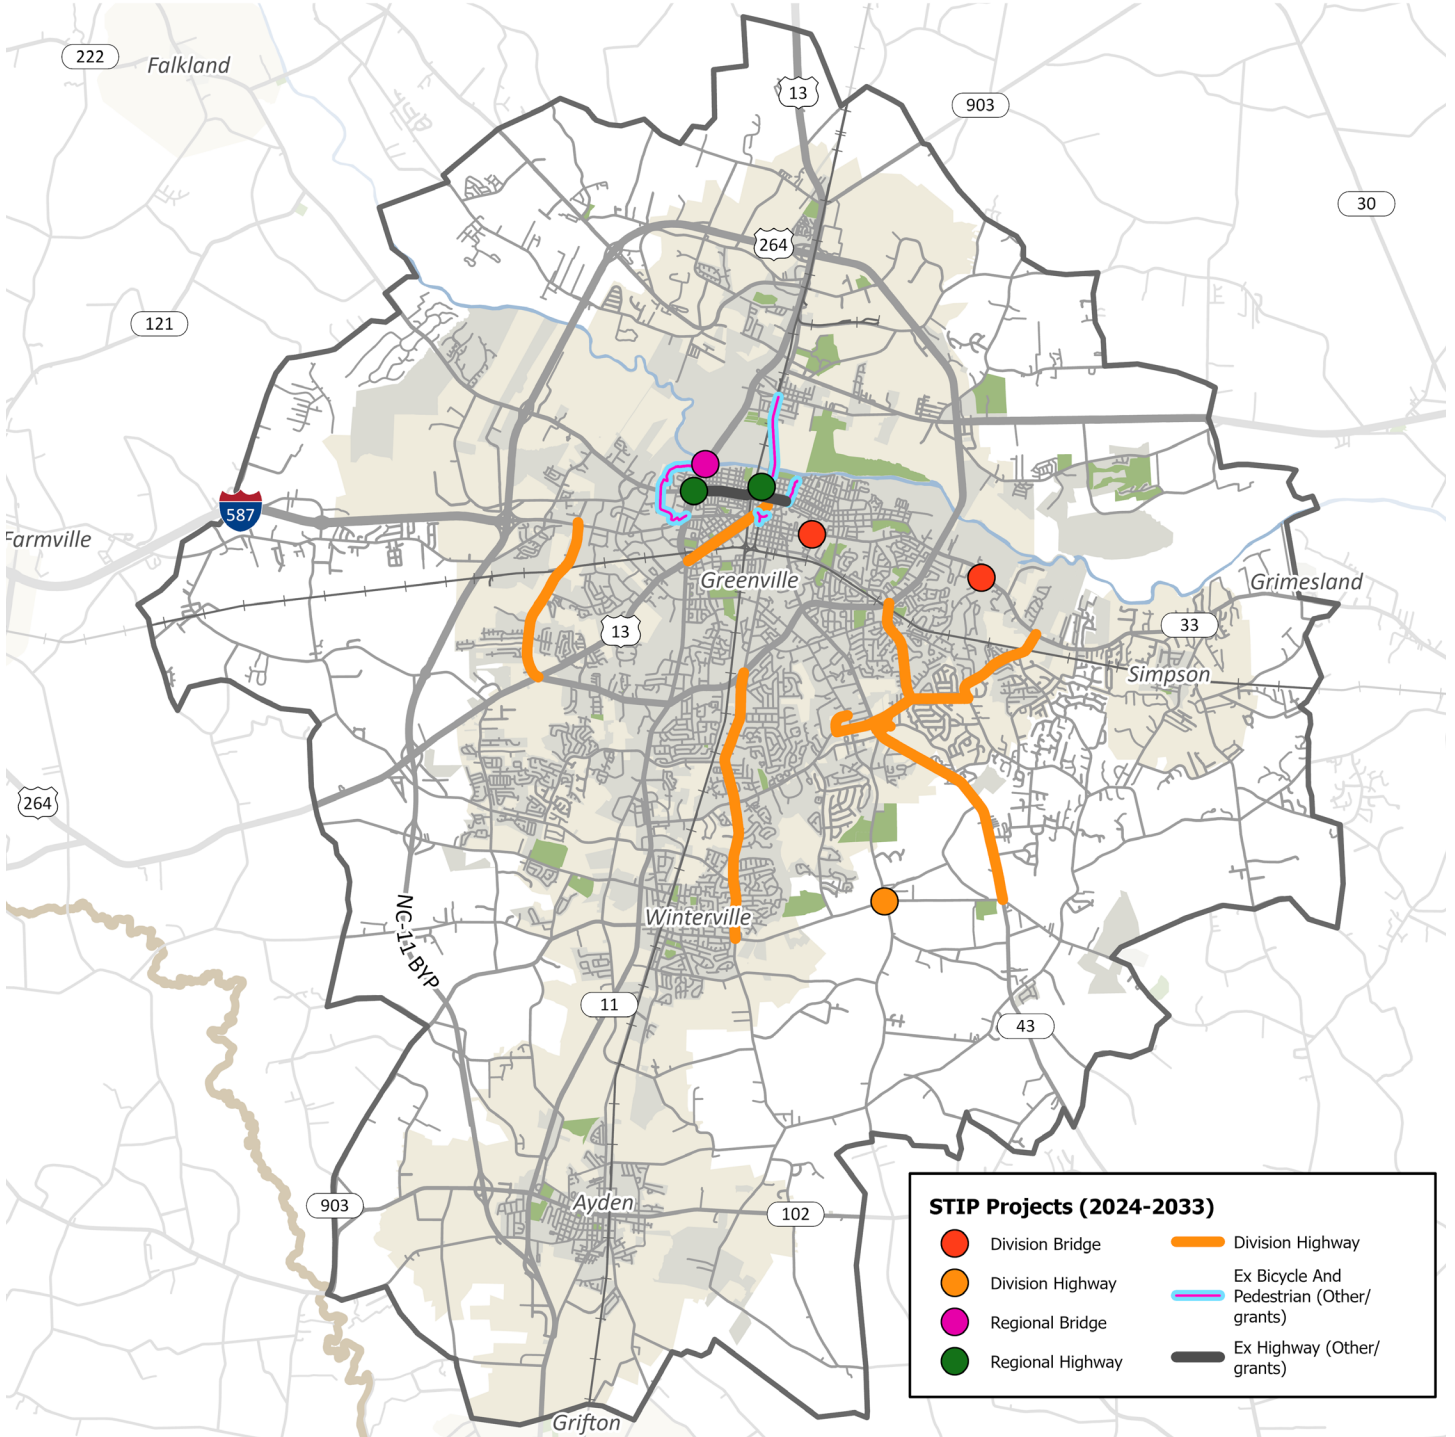 222
Falkland
13
903
30
264
121
587
Farmville
Greenville
Grimesland
13
33
Simpson
264
Winterville
NC-11 BYP
11
43
903
Ayden
102
Grifton
STIP Projects (2024-2033)
Division Bridge
Division Highway
Regional Bridge
Regional Highway
Division Highway
Ex Bicycle And
Pedestrian (Other/
grants)
Ex Highway (Other/
grants)